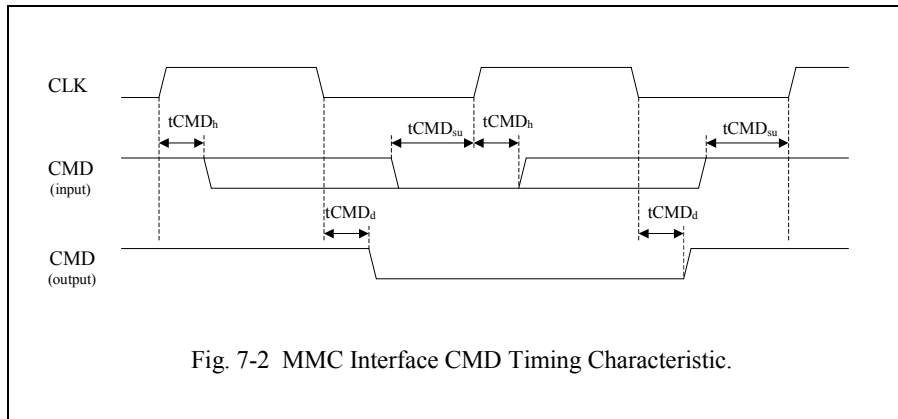 CLK
tCMDh
tCMDsu
tCMDh
tCMDsu
CMD
(input)
tCMDd
tCMDd
CMD
(output)
Fig. 7-2 MMC Interface CMD Timing Characteristic.